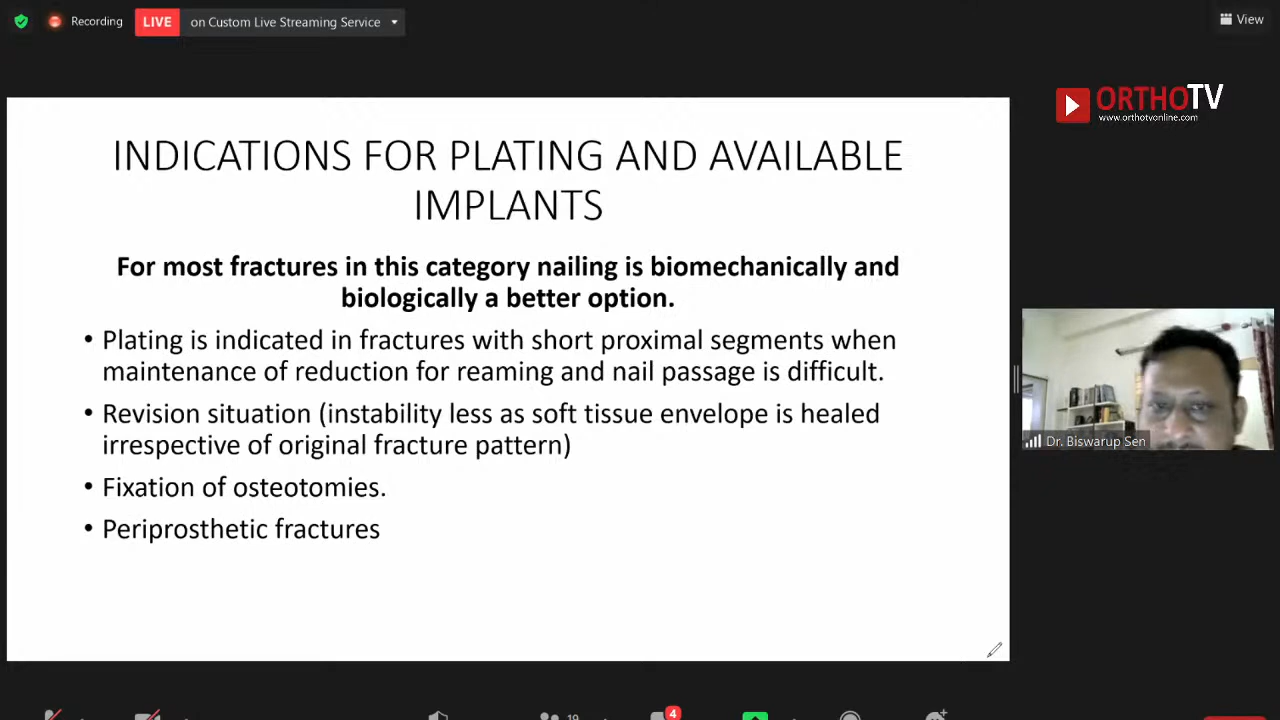 Recording
LIVE
on Custom Live Streaming Service
View
ORTHOTV
www.orthotvonline.com
INDICATIONS FOR PLATING AND AVAILABLE
IMPLANTS
For most fractures in this category nailing is biomechanically and
biologically a better option.
• Plating is indicated in fractures with short proximal segments when
maintenance of reduction for reaming and nail passage is difficult.
• Revision situation (instability less as soft tissue envelope is healed
irrespective of original fracture pattern)
• Fixation of osteotomies.
• Periprosthetic fractures
Dr. Biswarup Sen
19
4